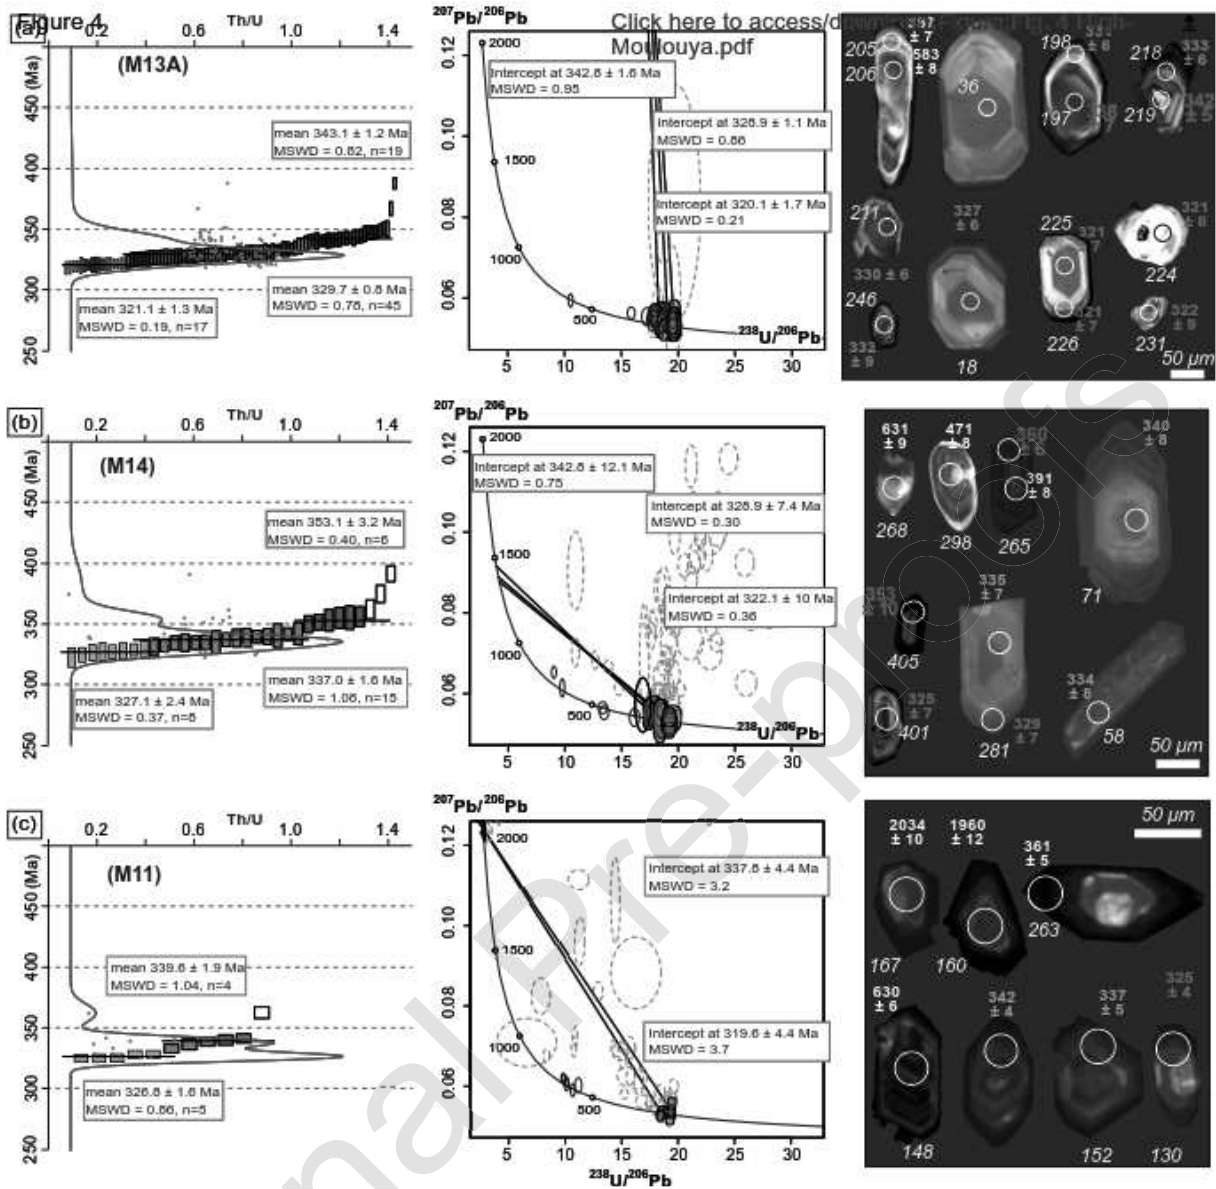 Figure 4
Click here to access/download
Moulouya.pdf
(a)
Th/U
0.2 0.6 1.0 1.4
(M13A)
(Ma)
450
400
350
300
250
mean 343.1 ± 1.2 Ma
MSWD = 0.82, n=19
mean 329.7 ± 0.8 Ma
MSWD = 0.76, n=45
mean 321.1 ± 1.3 Ma
MSWD = 0.19, n=17
207Pb/206Pb
0.12
0.10
0.08
0.06
2000
1500
1000
500
Intercept at 342.8 ± 1.6 Ma
MSWD = 0.95
Intercept at 328.9 ± 1.1 Ma
MSWD = 0.86
Intercept at 320.1 ± 1.7 Ma
MSWD = 0.21
238U/206Pb
5 10 15 20 25 30
± 7
205
583
± 8
206
36
198
± 6
197
218
333
± 6
219
211
330 ± 6
327
± 6
225
321
7
321
± 8
224
246
332
± 9
18
321
± 7
226
322
± 9
231
50 µm
(b)
Th/U
0.2 0.6 1.0 1.4
(M14)
(Ma)
450
400
350
300
250
mean 353.1 ± 3.2 Ma
MSWD = 0.40, n=6
mean 337.0 ± 1.6 Ma
MSWD = 1.06, n=15
mean 327.1 ± 2.4 Ma
MSWD = 0.37, n=8
207Pb/206Pb
0.12
0.10
0.08
0.06
2000
1500
1000
500
Intercept at 342.8 ± 12.1 Ma
MSWD = 0.75
Intercept at 328.9 ± 7.4 Ma
MSWD = 0.30
Intercept at 322.1 ± 10 Ma
MSWD = 0.36
238U/206Pb
5 10 15 20 25 30
631
± 9
268
471
± 8
298
360
391
± 8
265
340
± 8
71
353
± 10
405
335
± 7
325
± 7
401
329
± 7
281
334
± 8
58
50 µm
(c)
Th/U
0.2 0.6 1.0 1.4
(M11)
(Ma)
450
400
350
300
250
mean 339.6 ± 1.9 Ma
MSWD = 1.04, n=4
mean 326.8 ± 1.6 Ma
MSWD = 0.86, n=5
207Pb/206Pb
0.12
0.10
0.08
0.06
2000
1500
1000
500
Intercept at 337.8 ± 4.4 Ma
MSWD = 3.2
Intercept at 319.6 ± 4.4 Ma
MSWD = 3.7
5 10 15 20 25 30
238U/206Pb
50 µm
2034
± 10
167
1960
± 12
160
361
± 5
263
630
± 6
148
342
± 4
337
± 5
152
325
± 4
130
nal Pre-proofs